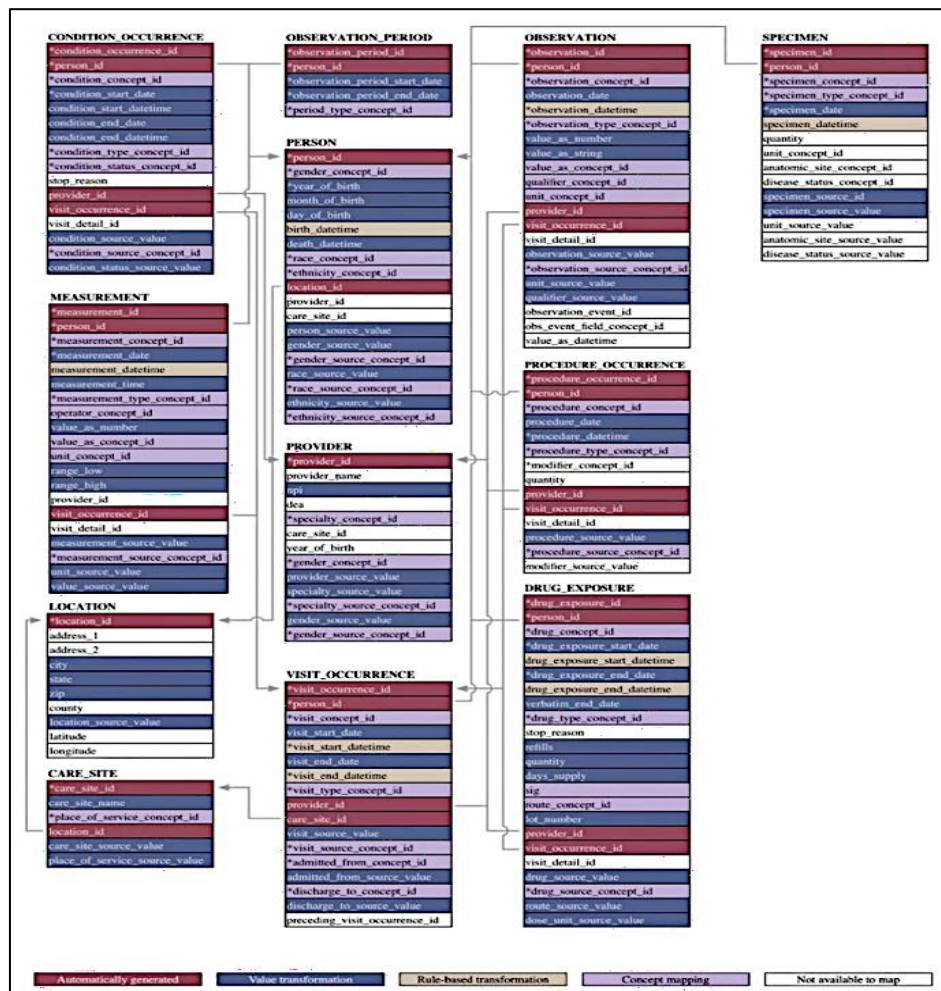 CONDITION_OCCURRENCE
*condition_occurrence_id
*person_id
*condition_concept_id
*condition_start_date
condition_start_datetime
condition_end_date
condition_end_datetime
*condition_type_concept_id
*condition_status_concept_id
stop_reason
provider_id
visit_occurrence_id
visit_detail_id
condition_source_value
*condition_source_concept_id
condition_status_source_value
MEASUREMENT
*measurement_id
*person_id
*measurement_concept_id
*measurement_date
measurement_datetime
measurement_time
*measurement_type_concept_id
operator_concept_id
value_as_number
value_as_concept_id
unit_concept_id
range_low
range_high
provider_id
visit_occurrence_id
visit_detail_id
measurement_source_value
*measurement_source_concept_id
unit_source_value
value_source_value
LOCATION
*location_id
address_1
address_2
city
state
zip
county
location_source_value
latitude
longitude
CARE_SITE
*care_site_id
care_site_name
*place_of_service_concept_id
location_id
care_site_source_value
place_of_service_source_value
OBSERVATION_PERIOD
*observation_period_id
*person_id
*observation_period_start_date
*observation_period_end_date
*period_type_concept_id
PERSON
*person_id
*gender_concept_id
*year_of_birth
month_of_birth
day_of_birth
birth_datetime
death_datetime
*race_concept_id
*ethnicity_concept_id
location_id
provider_id
care_site_id
person_source_value
gender_source_value
*gender_source_concept_id
race_source_value
*race_source_concept_id
ethnicity_source_value
*ethnicity_source_concept_id
PROVIDER
*provider_id
provider_name
npi
dea
*specialty_concept_id
care_site_id
year_of_birth
*gender_concept_id
provider_source_value
specialty_source_value
*specialty_source_concept_id
gender_source_value
*gender_source_concept_id
VISIT_OCCURRENCE
*visit_occurrence_id
*person_id
*visit_concept_id
visit_start_date
*visit_start_datetime
visit_end_date
*visit_end_datetime
*visit_type_concept_id
provider_id
care_site_id
visit_source_value
*visit_source_concept_id
*admitted_from_concept_id
admitted_from_source_value
*discharge_to_concept_id
discharge_to_source_value
preceding_visit_occurrence_id
OBSERVATION
*observation_id
*person_id
*observation_concept_id
observation_date
*observation_datetime
*observation_type_concept_id
value_as_number
value_as_string
value_as_concept_id
qualifier_concept_id
unit_concept_id
provider_id
visit_occurrence_id
visit_detail_id
observation_source_value
*observation_source_concept_id
unit_source_value
qualifier_source_value
observation_event_id
obs_event_field_concept_id
value_as_datetime
PROCEDURE_OCCURRENCE
*procedure_occurrence_id
*person_id
*procedure_concept_id
procedure_date
*procedure_datetime
*procedure_type_concept_id
*modifier_concept_id
quantity
provider_id
visit_occurrence_id
visit_detail_id
procedure_source_value
*procedure_source_concept_id
modifier_source_value
DRUG_EXPOSURE
*drug_exposure_id
*person_id
*drug_concept_id
*drug_exposure_start_date
drug_exposure_start_datetime
*drug_exposure_end_date
drug_exposure_end_datetime
verbatim_end_date
*drug_type_concept_id
stop_reason
refills
quantity
days_supply
sig
route_concept_id
lot_number
provider_id
visit_occurrence_id
visit_detail_id
drug_source_value
*drug_source_concept_id
route_source_value
dose_unit_source_value
SPECIMEN
*specimen_id
*person_id
*specimen_concept_id
*specimen_type_concept_id
*specimen_date
specimen_datetime
quantity
unit_concept_id
anatomic_site_concept_id
disease_status_concept_id
specimen_source_id
specimen_source_value
unit_source_value
anatomic_site_source_value
disease_status_source_value
Automatically generated
Value transformation
Rule-based transformation
Concept mapping
Not available to map